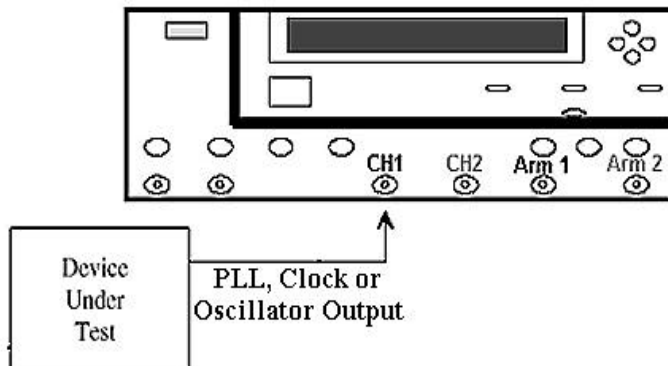 CH1 CH2 Arm 1 Arm 2
Device
Under
Test
PLL, Clock or
Oscillator Output